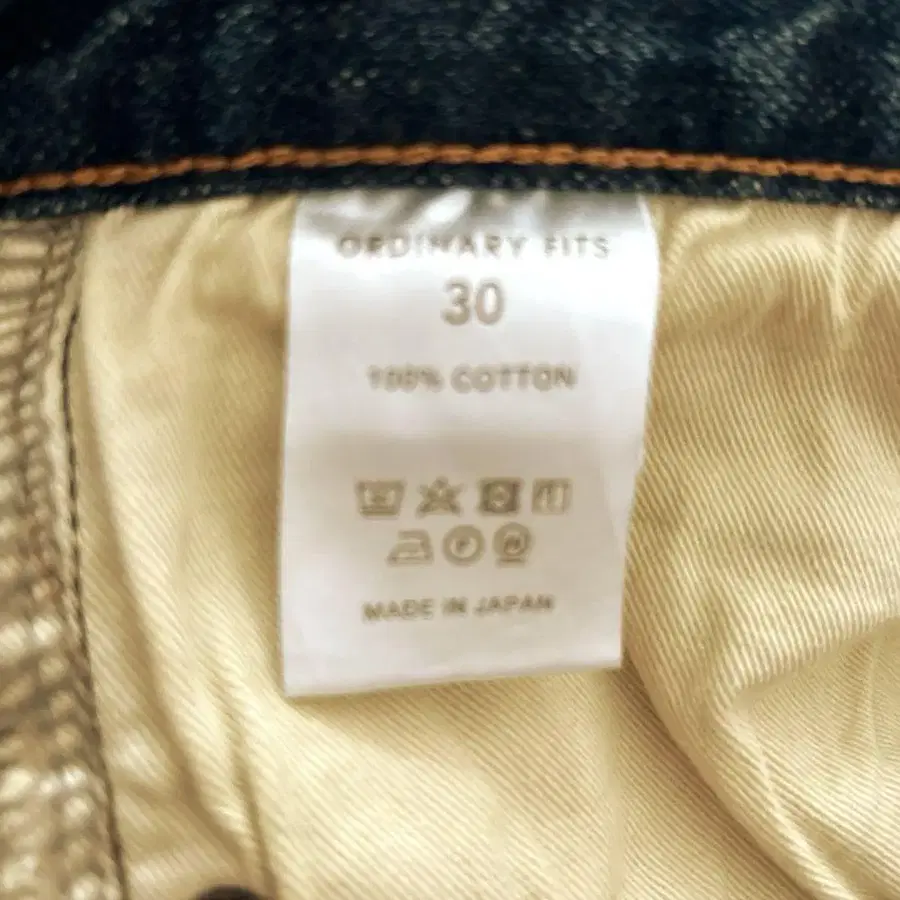 ORDINARY FITS
30
100% COTTON
MADE IN JAPAN